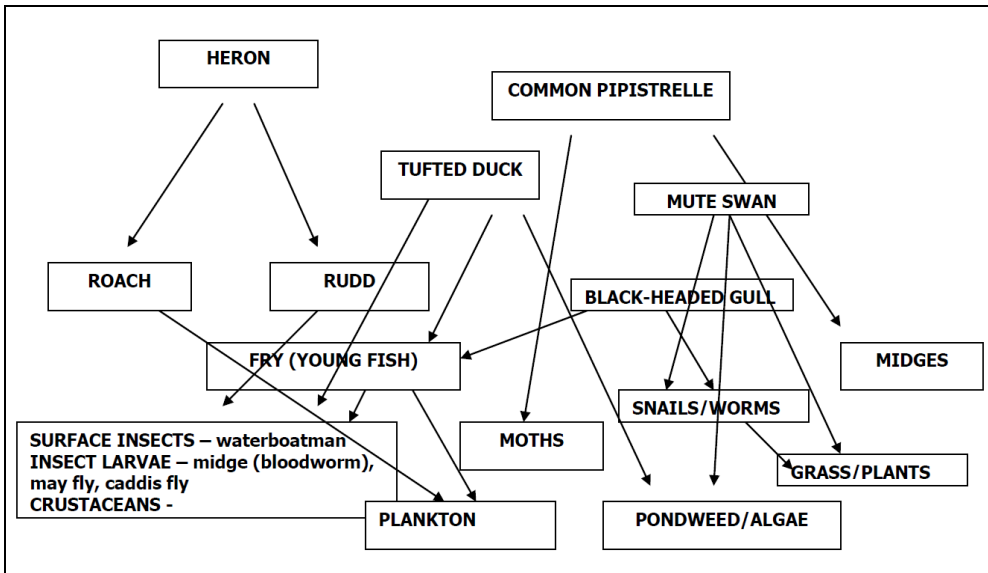 HERON
COMMON PIPISTRELLE
TUFTED DUCK
MUTE SWAN
ROACH
RUDD
BLACK-HEADED GULL
FRY (YOUNG FISH)
MIDGES
SNAILS/WORMS
SURFACE INSECTS – waterboatman
INSECT LARVAE – midge (bloodworm),
may fly, caddis fly
CRUSTACEANS -
MOTHS
GRASS/PLANTS
PLANKTON
PONDWEED/ALGAE